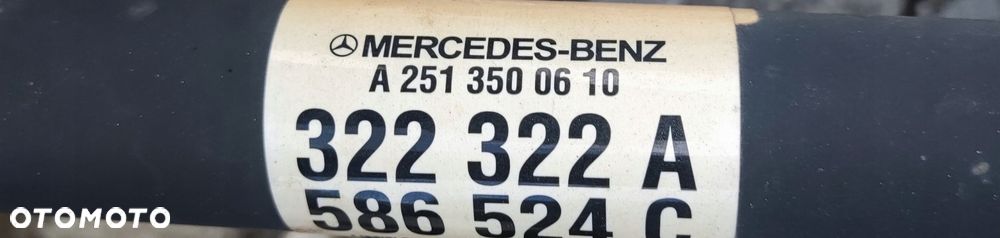 MERCEDES-BENZ
A 251 350 06 10
322 322 A
586 524 C
OTOMOTO